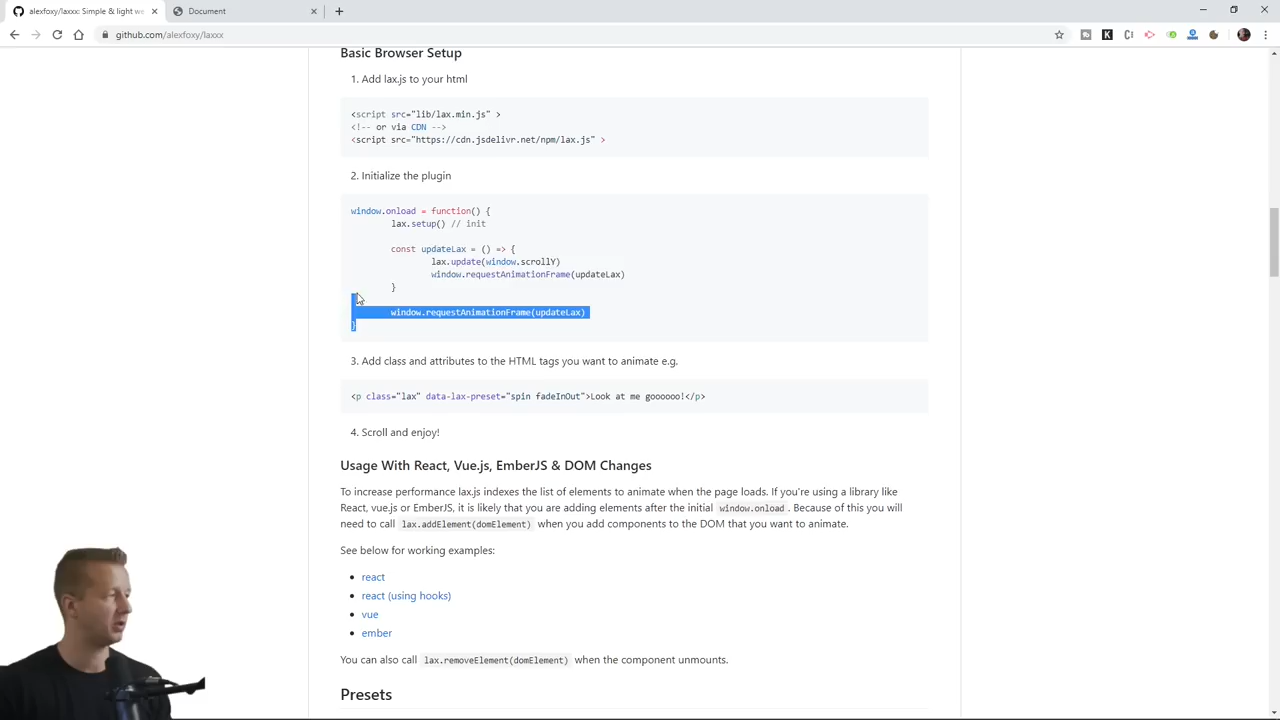 alexfoxy/laxxx: Simple & light we
Document
github.com/alexfoxy/laxxx
Basic Browser Setup
1. Add lax.js to your html
<script src="lib/lax.min.js" >
<!-- or via CDN -->
<script src="https://cdn.jsdelivr.net/npm/lax.js" >
2. Initialize the plugin
window.onload = function() {
lax.setup() // init
const updateLax = () => {
lax.update(window.scrollY)
window.requestAnimationFrame(updateLax)
}
window.requestAnimationFrame(updateLax)
}
3. Add class and attributes to the HTML tags you want to animate e.g.
<p class="lax" data-lax-preset="spin fadeInOut">Look at me goooooo!</p>
4. Scroll and enjoy!
Usage With React, Vue.js, EmberJS & DOM Changes
To increase performance lax.js indexes the list of elements to animate when the page loads. If you're using a library like
React, vue.js or EmberJS, it is likely that you are adding elements after the initial window.onload. Because of this you will
need to call lax.addElement(domElement) when you add components to the DOM that you want to animate.
See below for working examples:
• react
• react (using hooks)
• vue
• ember
You can also call lax.removeElement(domElement) when the component unmounts.
Presets